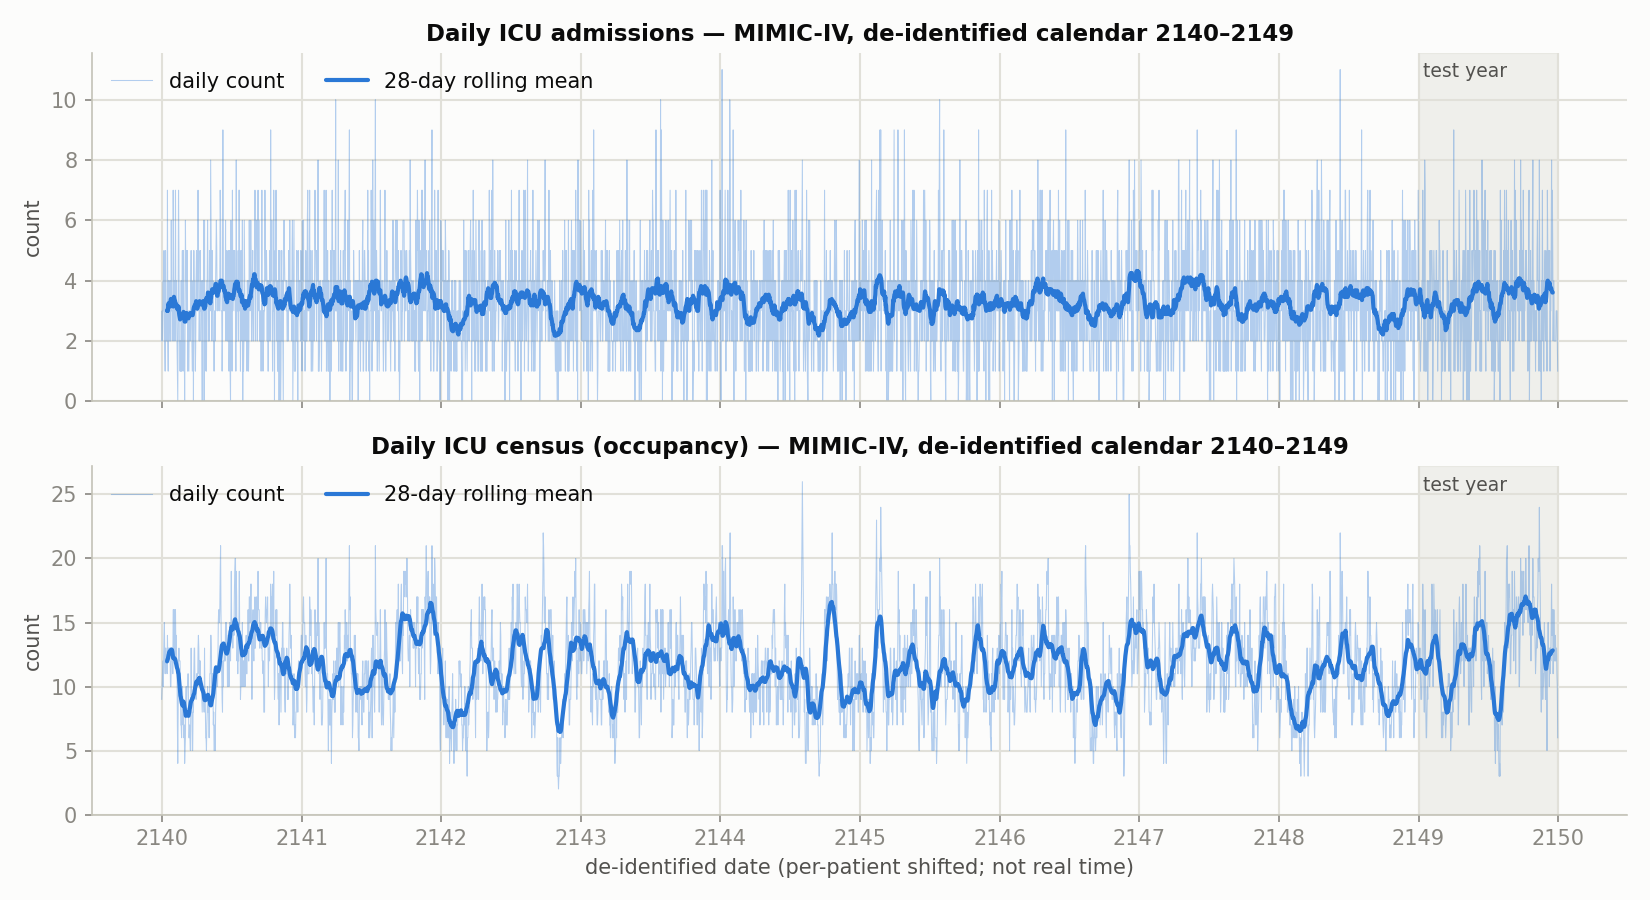 Daily ICU admissions — MIMIC-IV, de-identified calendar 2140–2149
daily count
28-day rolling mean
test year
10
8
6
4
2
0
count
Daily ICU census (occupancy) — MIMIC-IV, de-identified calendar 2140–2149
daily count
28-day rolling mean
test year
25
20
15
10
5
0
count
2140 2141 2142 2143 2144 2145 2146 2147 2148 2149 2150
de-identified date (per-patient shifted; not real time)